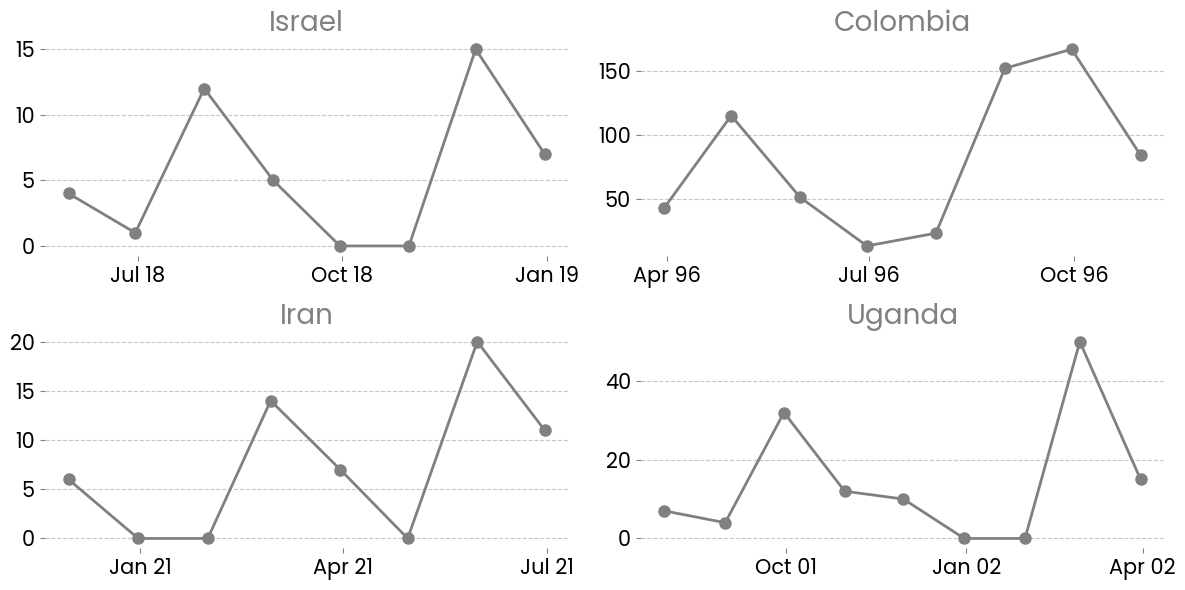 Israel
15
10
5
0
Jul 18
Oct 18
Jan 19
Colombia
150
100
50
Apr 96
Jul 96
Oct 96
Iran
20
15
10
5
0
Jan 21
Apr 21
Jul 21
Uganda
40
20
0
Oct 01
Jan 02
Apr 02